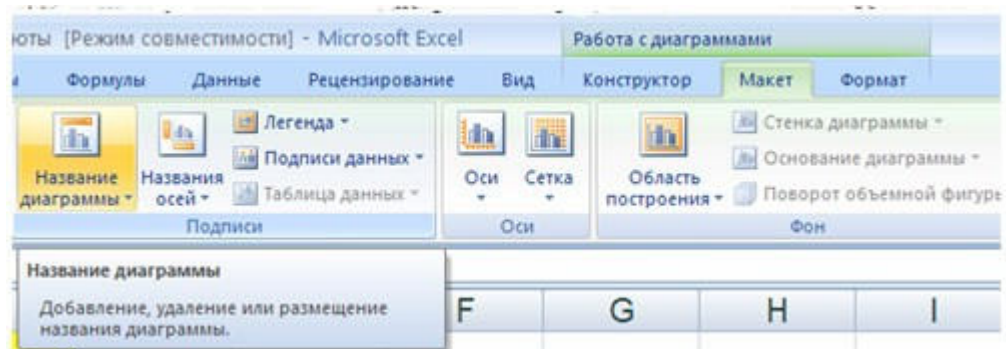 [Режим совместимости] - Microsoft Excel
Работа с диаграммами
Формулы Данные Рецензирование Вид Конструктор Макет Формат
Название диаграммы
Названия осей
Легенда
Подписи данных
Таблица данных
Подписи
Оси
Сетка
Оси
Область построения
Стенка диаграммы
Основание диаграммы
Поворот объемной фигуры
Фон
Название диаграммы
Добавление, удаление или размещение
названия диаграммы.
F G H I